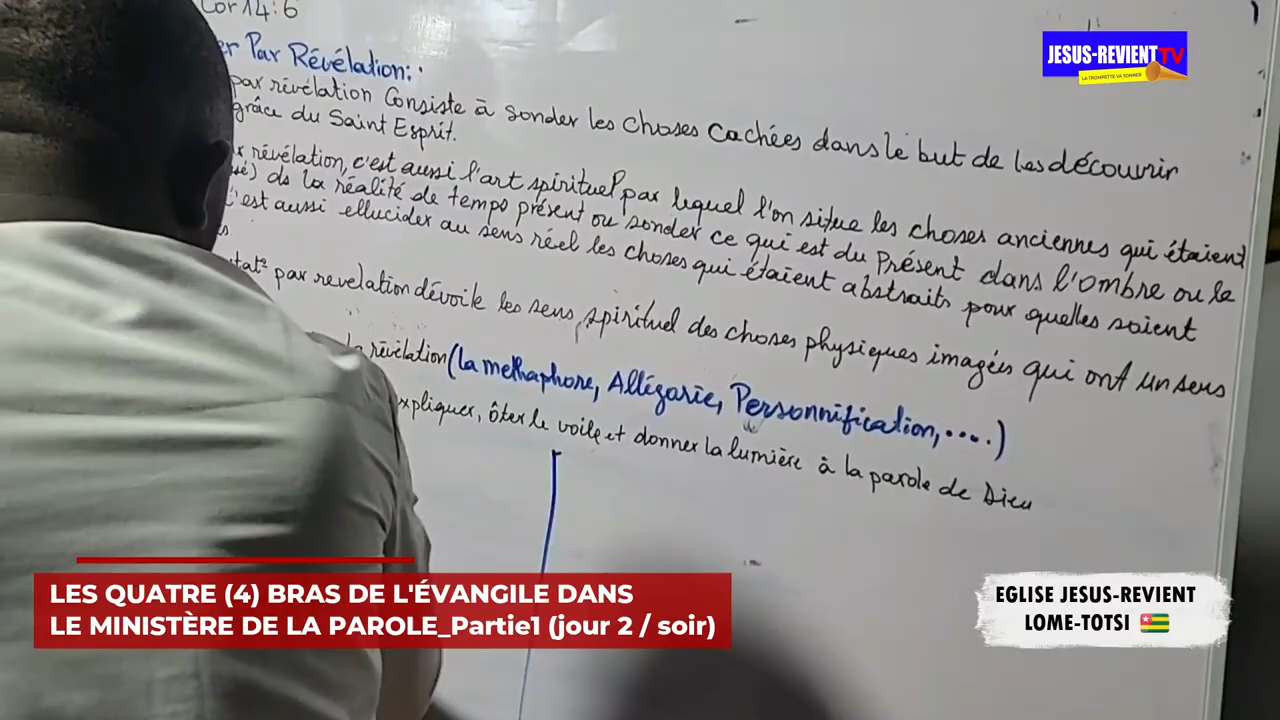 Cor 14:6
Par Révélation:
par révélation Consiste à sonder les choses cachées dans le but de les découvrir
grâce du Saint Esprit.
révélation, c'est aussi l'art spirituel par lequel l'on situe les choses anciennes qui étaient
ds la réalité de temps présent ou sonder ce qui est du Présent dans l'ombre ou le
c'est aussi ellucider au sens réel les choses qui étaient abstraits pour quelles soient
par revelation dévoile les sens spirituel des choses physiques imagées qui ont un sens
la révélation (la methaphore, Allégorie, Personnification,....)
expliquer, ôter le voile et donner la lumière à la parole de Dieu
JESUS-REVIENT TV
LA TROMPETTE VA SONNER
LES QUATRE (4) BRAS DE L'ÉVANGILE DANS
LE MINISTÈRE DE LA PAROLE_Partie1 (jour 2 / soir)
EGLISE JESUS-REVIENT
LOME-TOTSI